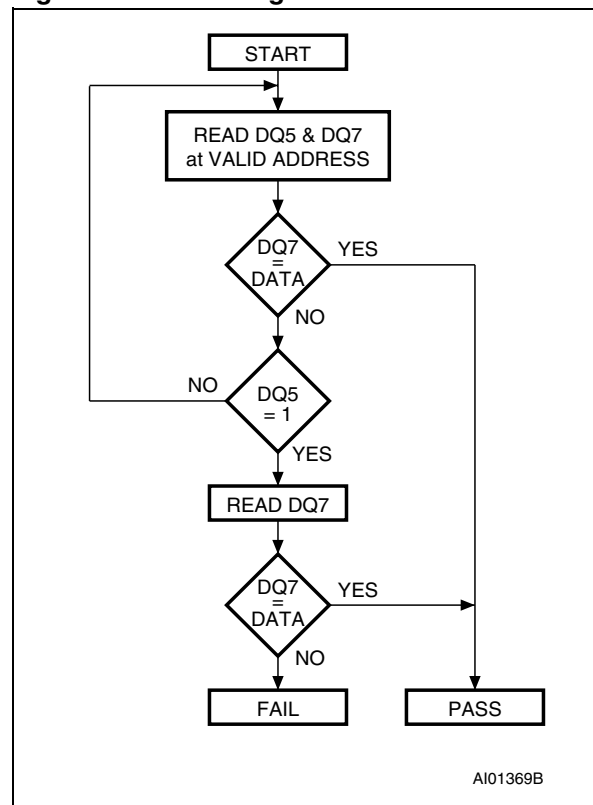 START
READ DQ5 & DQ7
at VALID ADDRESS
DQ7
=
DATA
YES
NO
DQ5
= 1
NO
YES
READ DQ7
DQ7
=
DATA
YES
NO
FAIL
PASS
AI01369B